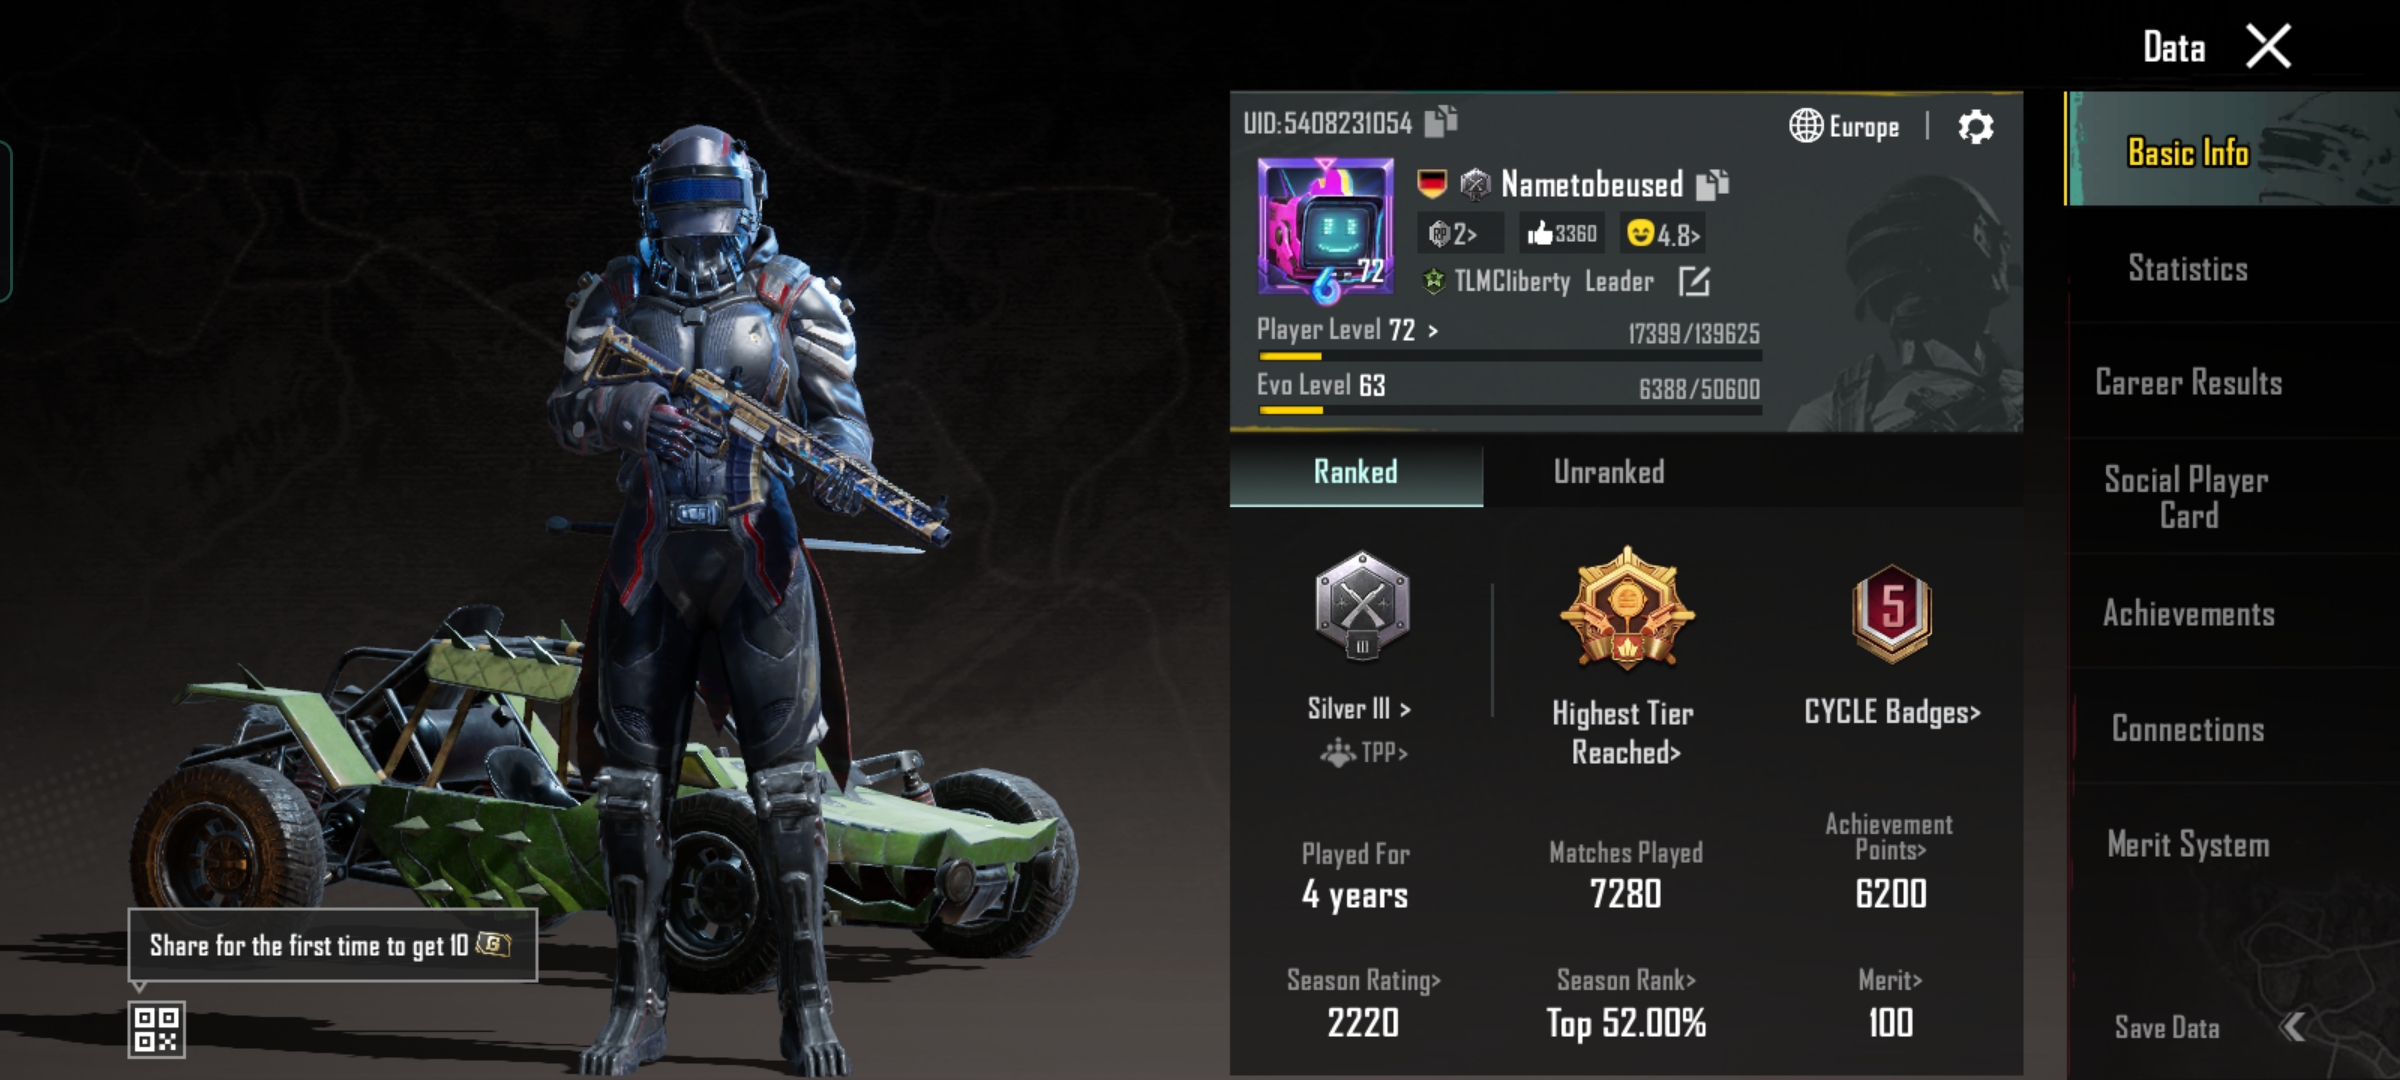 Data
UID:5408231054
Europe
Nametobeused
RP 2>
3360
4.8>
72
6
TLMCliberty Leader
Player Level 72 >
17399/139625
Evo Level 63
6388/50600
Ranked
Unranked
III
5
Silver III >
TPP>
Highest Tier
Reached>
CYCLE Badges>
Played For
4 years
Matches Played
7280
Achievement
Points>
6200
Season Rating>
2220
Season Rank>
Top 52.00%
Merit>
100
Basic Info
Statistics
Career Results
Social Player
Card
Achievements
Connections
Merit System
Save Data
Share for the first time to get 10 G